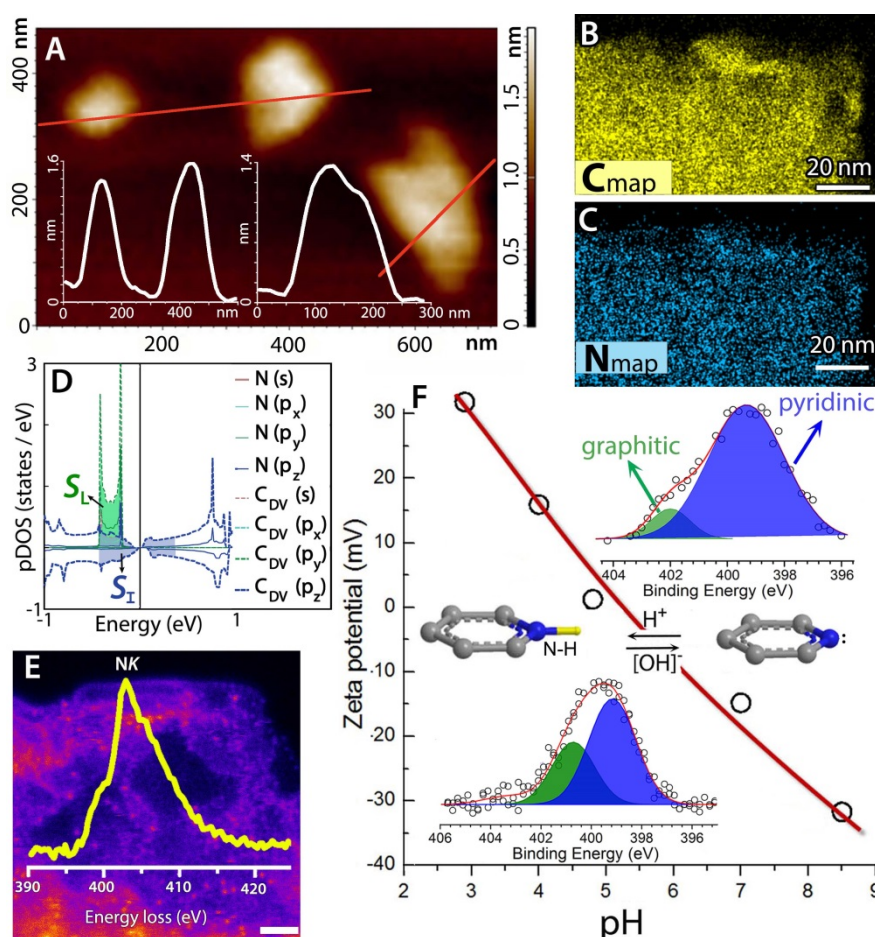 A
nm
400
200
0
200
400
600
nm
1.5
1.0
0.5
0
1.6
nm
0
0
200
400
nm
1.4
nm
0
0
100
200
300 nm
B
Cmap
20 nm
C
Nmap
20 nm
D
3
-1
pDOS (states / eV)
-1
1
Energy (eV)
SL
SI
N (s)
N (px)
N (py)
N (pz)
CDV (s)
CDV (px)
CDV (py)
CDV (pz)
E
NK
390
400
410
420
Energy loss (eV)
F
Zeta potential (mV)
30
20
10
0
-10
-20
-30
-40
2
3
4
5
6
7
8
9
pH
graphitic
pyridinic
404
402
400
398
396
Binding Energy (eV)
N-H
H+
[OH]-
:
406
404
402
400
398
396
Binding Energy (eV)